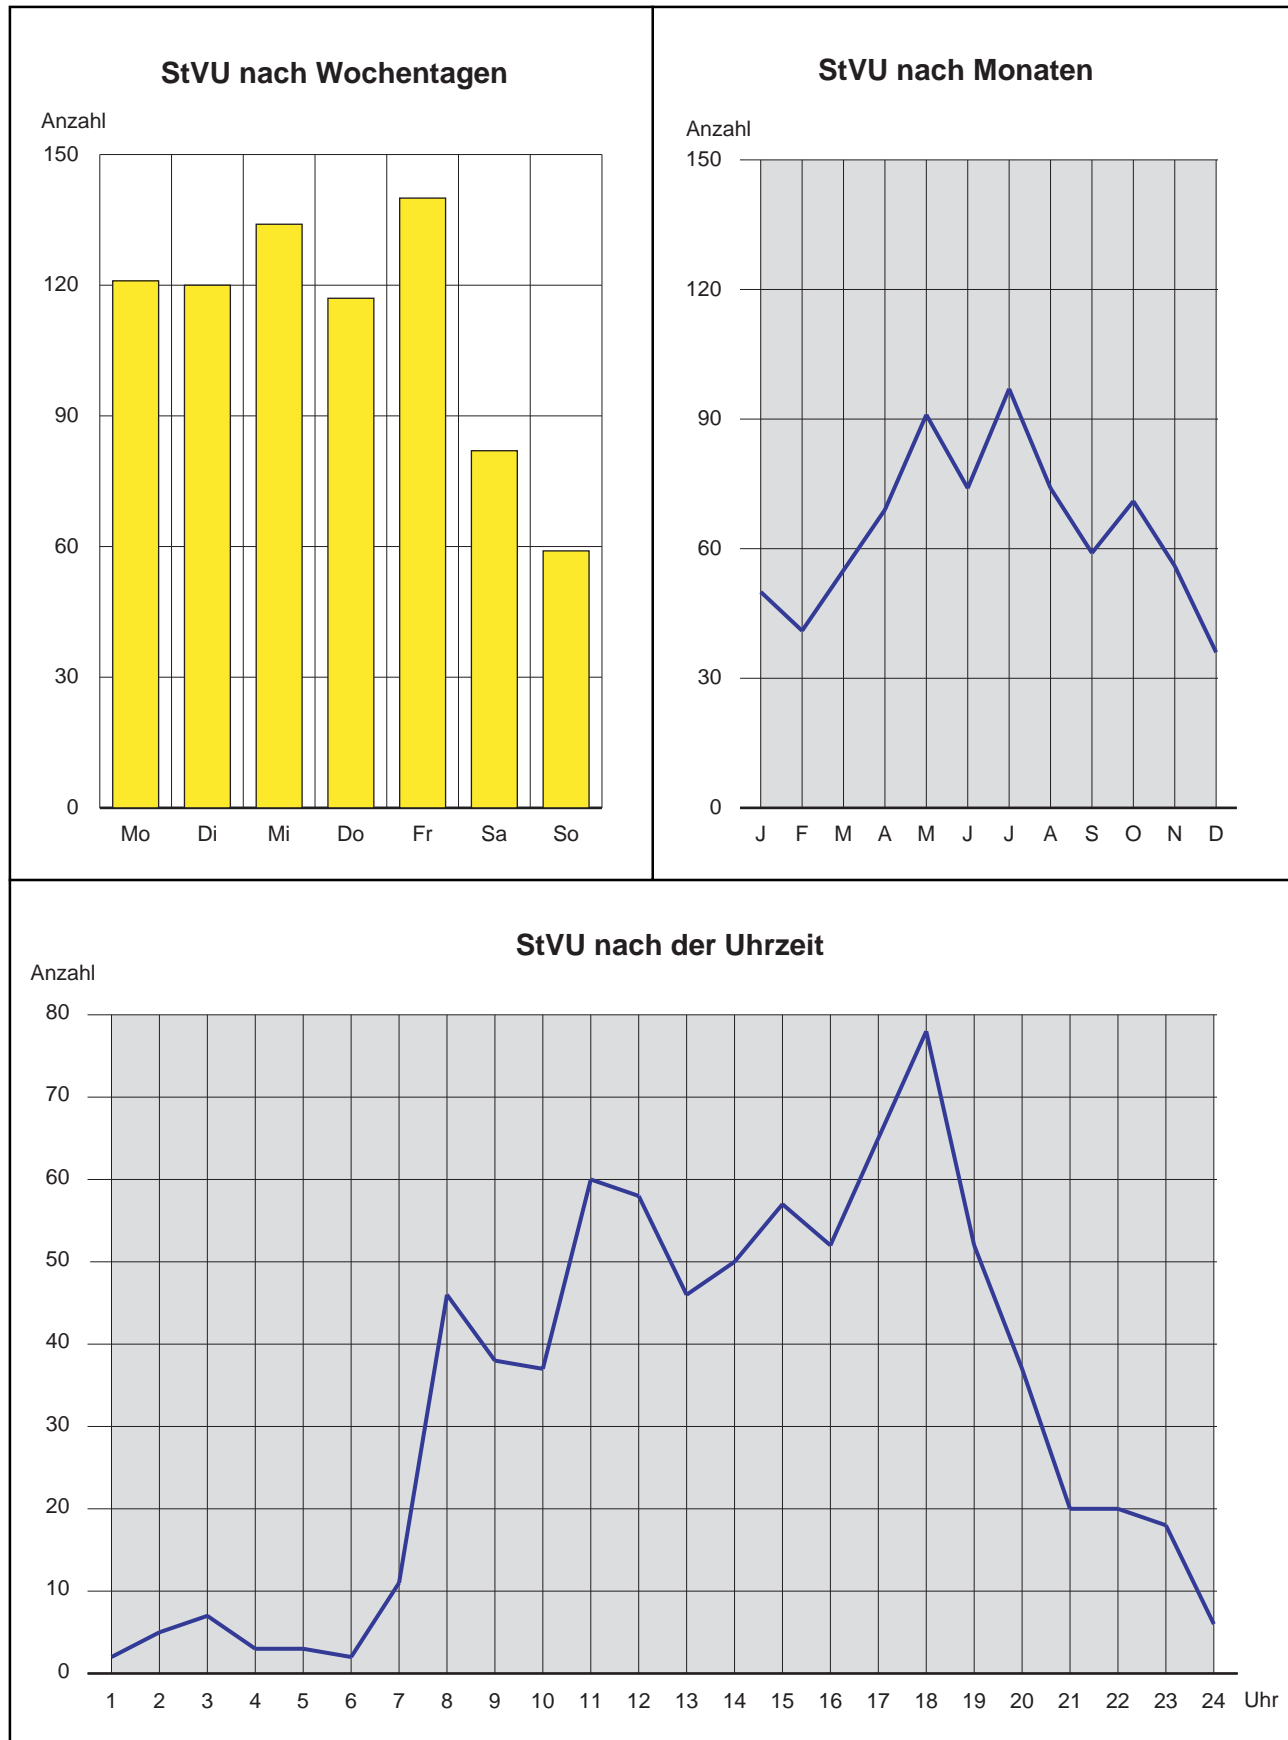 StVU nach Wochentagen
Anzahl
150
120
90
60
30
0
Mo Di Mi Do Fr Sa So
StVU nach Monaten
Anzahl
150
120
90
60
30
0
J F M A M J J A S O N D
StVU nach der Uhrzeit
Anzahl
80
70
60
50
40
30
20
10
0
1 2 3 4 5 6 7 8 9 10 11 12 13 14 15 16 17 18 19 20 21 22 23 24 Uhr